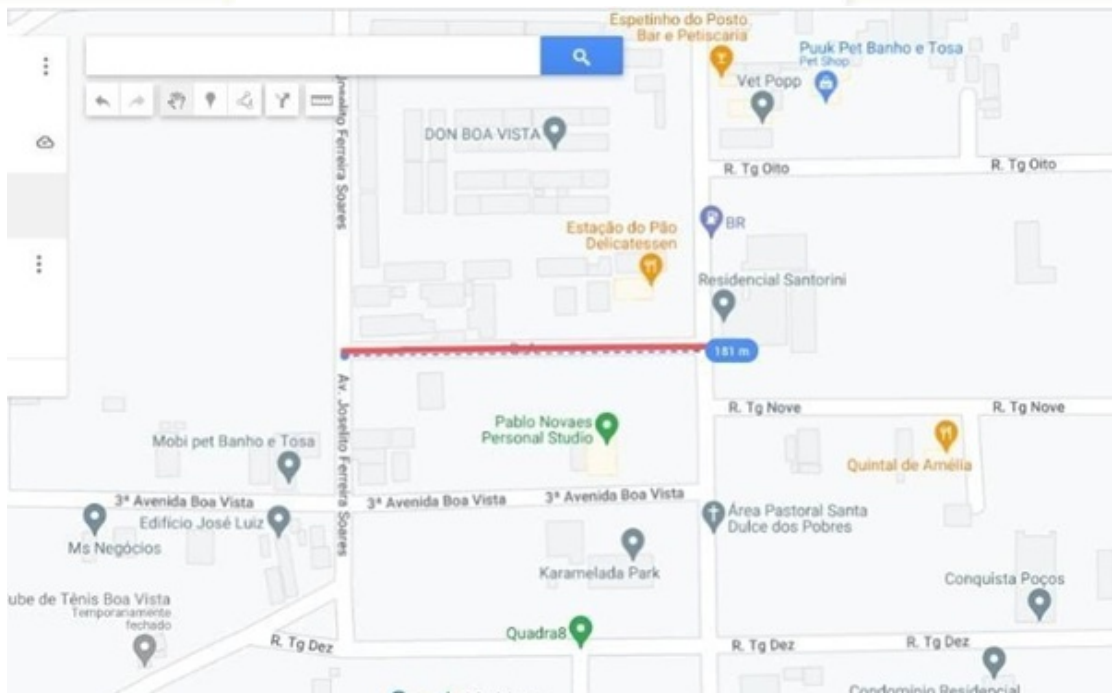 Espetinho do Posto
Bar e Petiscaria
Puuk Pet Banho e Tosa
Pet Shop
Vet Popp
DON BOA VISTA
Joselito Ferreira Soares
R. Tg Oito
R. Tg Oito
BR
Estação do Pão
Delicatessen
Residencial Santorini
181 m
Av. Joselito Ferreira Soares
R. Tg Nove
R. Tg Nove
Pablo Novaes
Personal Studio
Mobi pet Banho e Tosa
Quintal de Amélia
3ª Avenida Boa Vista
3ª Avenida Boa Vista
3ª Avenida Boa Vista
Edifício José Luiz
Área Pastoral Santa
Dulce dos Pobres
Ms Negócios
Karamelada Park
Conquista Poços
ube de Tênis Boa Vista
Temporariamente
fechado
Quadra8
R. Tg Dez
R. Tg Dez
R. Tg Dez
Condomínio Residencial